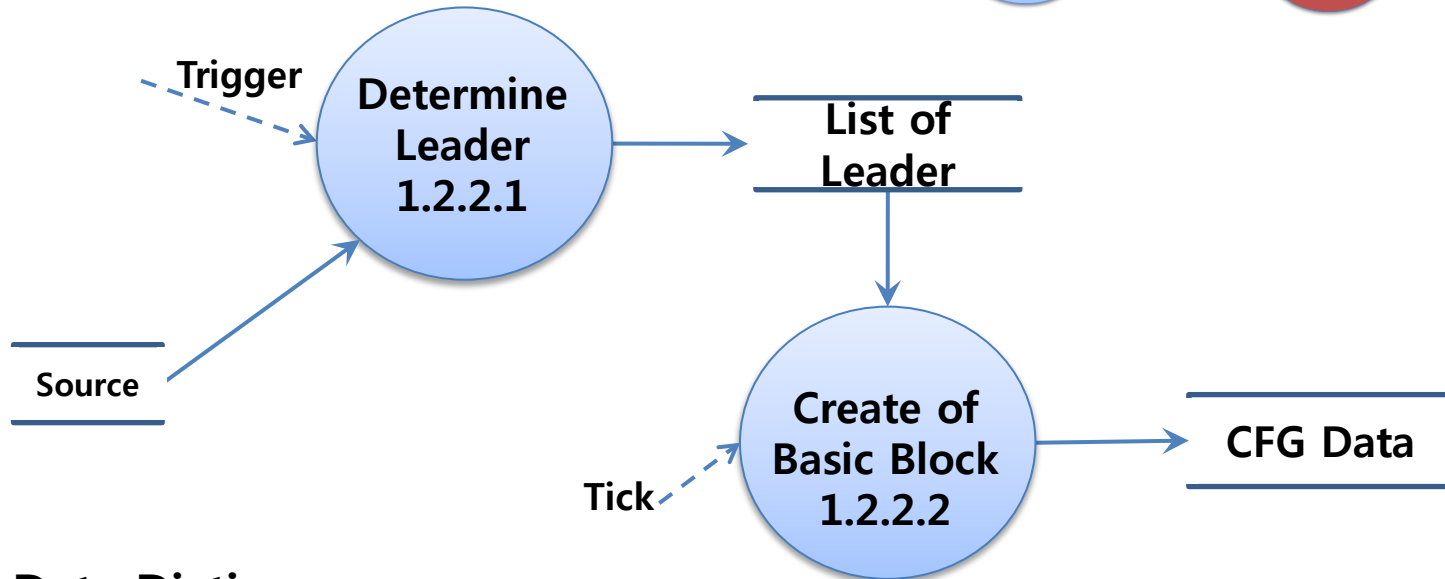 Trigger
Determine
Leader
1.2.2.1
List of
Leader
Source
Create of
Basic Block
1.2.2.2
CFG Data
Tick